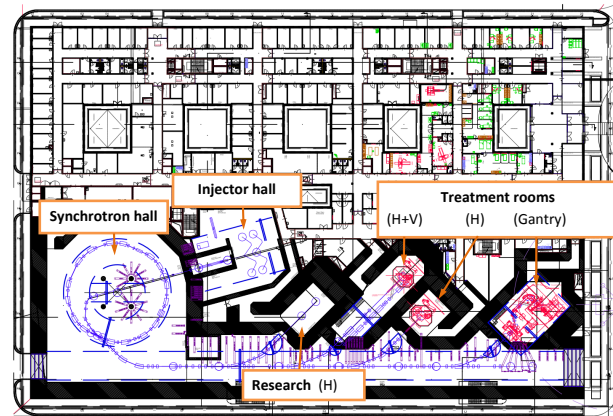 Injector hall
Treatment rooms
(H+V) (H) (Gantry)
Synchrotron hall
Research (H)